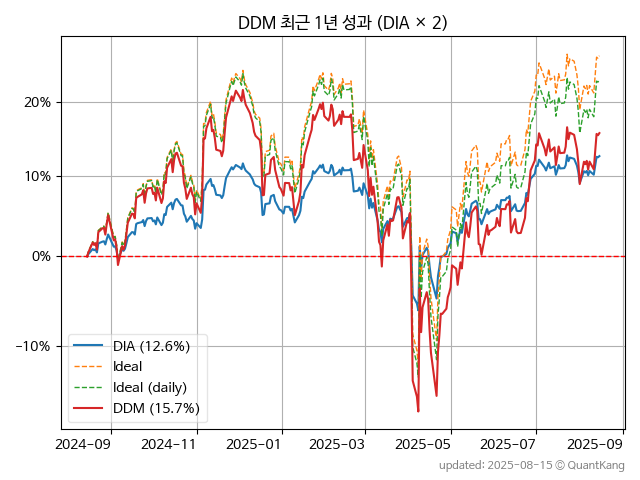 DDM 최근 1년 성과 (DIA × 2)
20%
10%
0%
−10%
DIA (12.6%)
Ideal
Ideal (daily)
DDM (15.7%)
2024-09 2024-11 2025-01 2025-03 2025-05 2025-07 2025-09
updated: 2025-08-15 ⓒ QuantKang